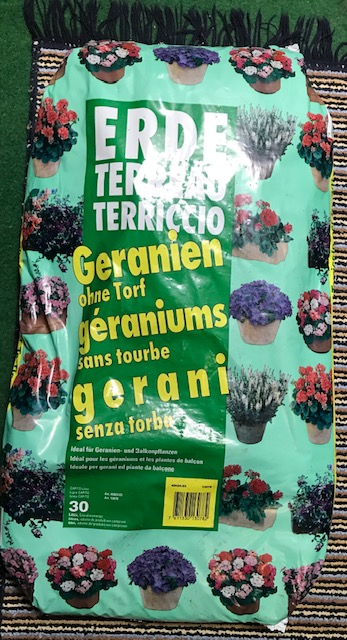 ERDE
TERREAU
TERRICCIO
Geranien
ohne Torf
géraniums
sans tourbe
gerani
senza torba
Ideal für Geranien- und Balkonpflanzen
Idéal pour les géraniums et les plantes de balcon
Ideale per gerani ed piante da balcone
30